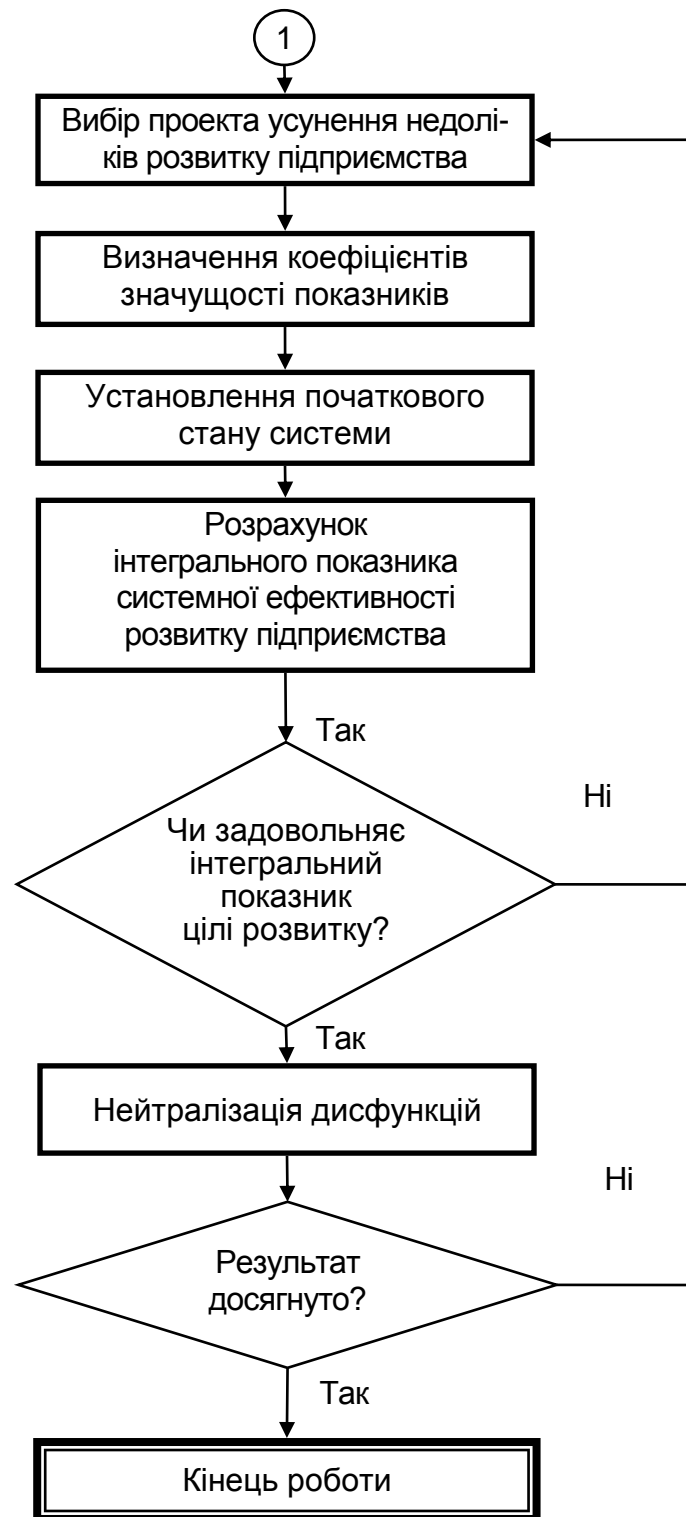 1
Вибір проекта усунення недолі-
ків розвитку підприємства
Визначення коефіцієнтів
значущості показників
Установлення початкового
стану системи
Розрахунок
інтегрального показника
системної ефективності
розвитку підприємства
Так
Ні
Чи задовольняє
інтегральний
показник
цілі розвитку?
Так
Нейтралізація дисфункцій
Ні
Результат
досягнуто?
Так
Кінець роботи